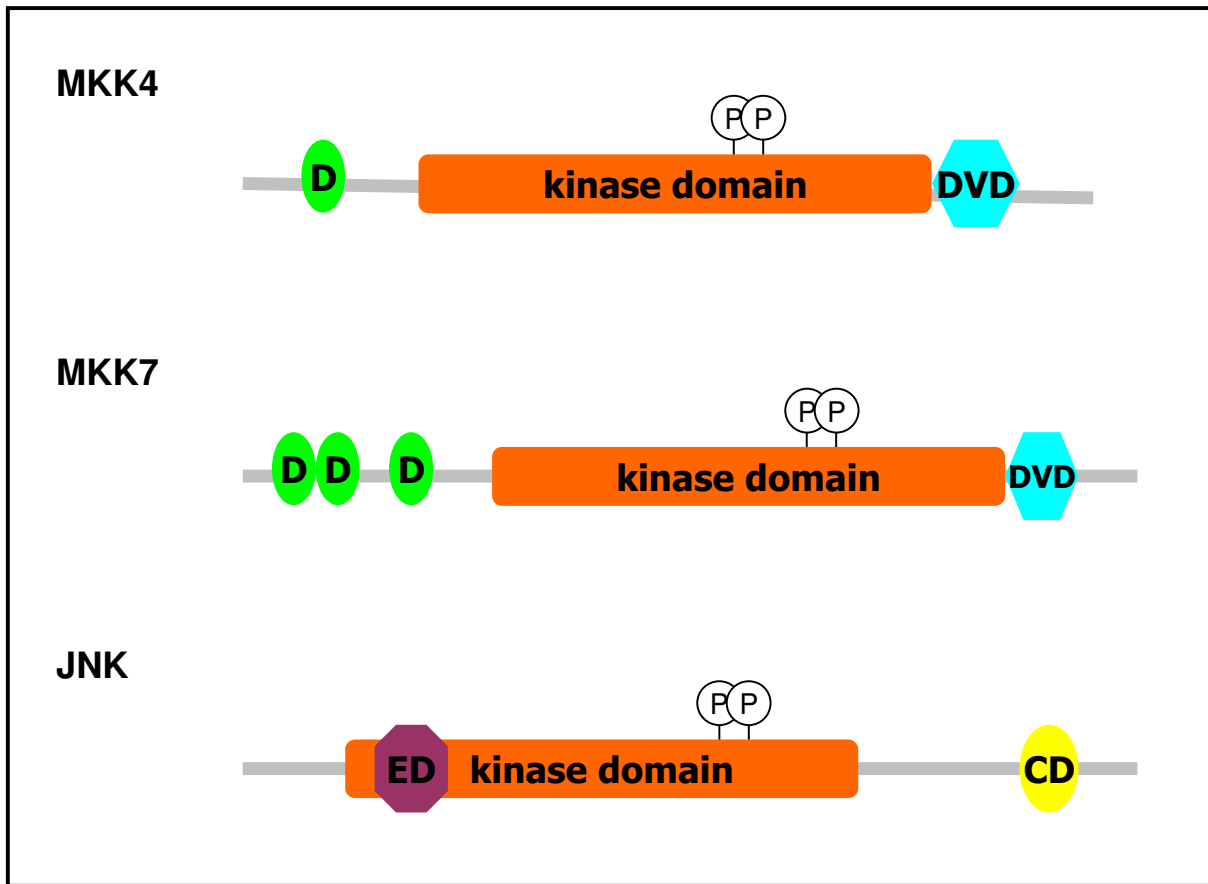 MKK4
P P
D kinase domain DVD
MKK7
P P
D D D kinase domain DVD
JNK
P P
ED kinase domain CD